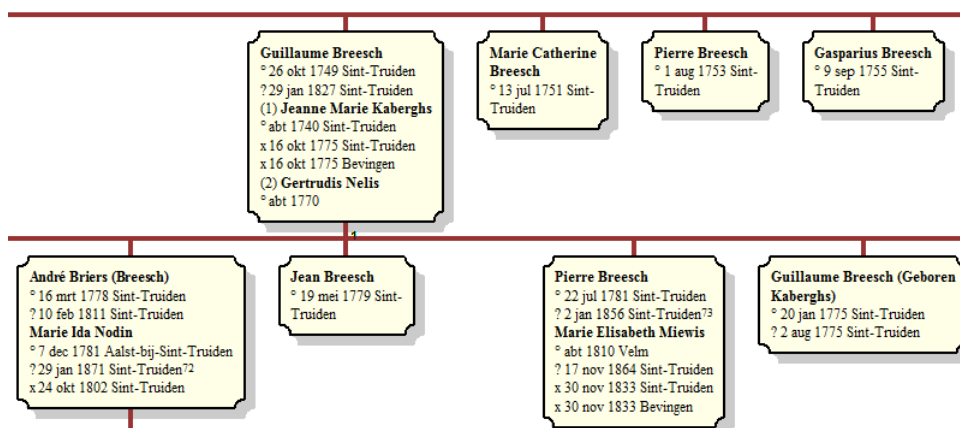 Guillaume Breesch
° 26 okt 1749 Sint-Truiden
? 29 jan 1827 Sint-Truiden
(1) Jeanne Marie Kaberghs
° abt 1740 Sint-Truiden
x 16 okt 1775 Sint-Truiden
x 16 okt 1775 Bevingen
(2) Gertrudis Nelis
° abt 1770
Marie Catherine
Breesch
° 13 jul 1751 Sint-
Truiden
Pierre Breesch
° 1 aug 1753 Sint-
Truiden
Gasparius Breesch
° 9 sep 1755 Sint-
Truiden
1
André Briers (Breesch)
° 16 mrt 1778 Sint-Truiden
? 10 feb 1811 Sint-Truiden
Marie Ida Nodin
° 7 dec 1781 Aalst-bij-Sint-Truiden
? 29 jan 1871 Sint-Truiden72
x 24 okt 1802 Sint-Truiden
Jean Breesch
° 19 mei 1779 Sint-
Truiden
Pierre Breesch
° 22 jul 1781 Sint-Truiden
? 2 jan 1856 Sint-Truiden73
Marie Elisabeth Miewis
° abt 1810 Velm
? 17 nov 1864 Sint-Truiden
x 30 nov 1833 Sint-Truiden
x 30 nov 1833 Bevingen
Guillaume Breesch (Geboren
Kaberghs)
° 20 jan 1775 Sint-Truiden
? 2 aug 1775 Sint-Truiden